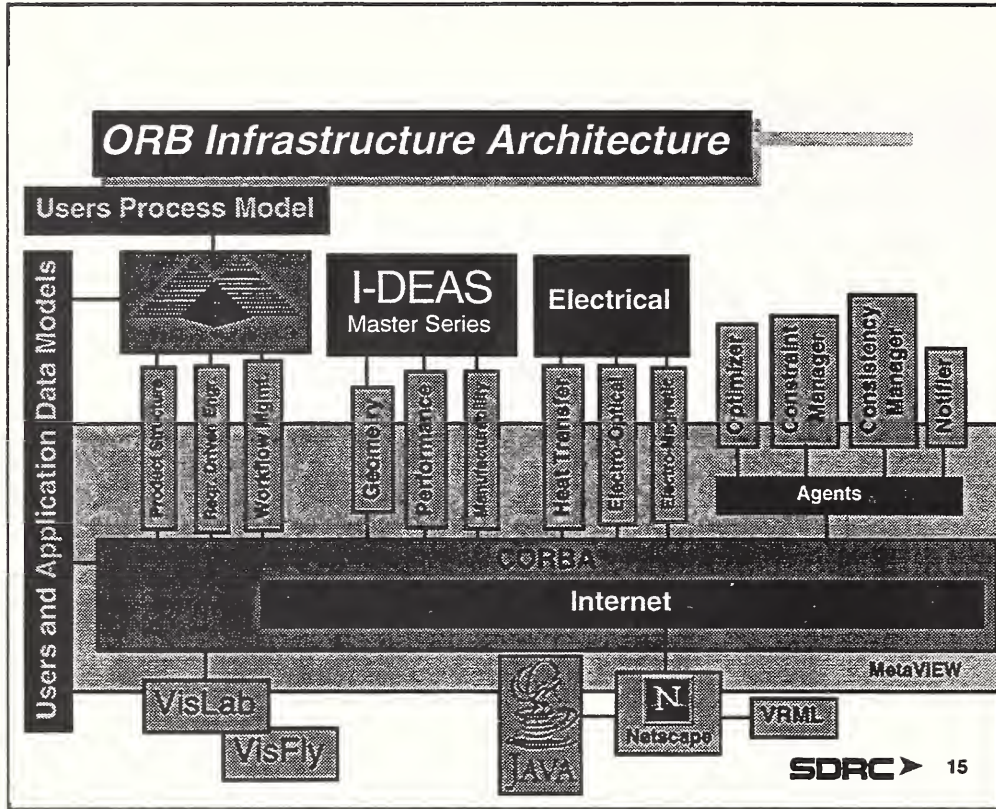 ORB Infrastructure Architecture
Users Process Model
Users and Application Data Models
I-DEAS
Master Series
Electrical
Product Structure
Reqr. Driven Engr.
Workflow Mgmt.
Geometry
Performance
Manufacturability
Heat Transfer
Electro-Optical
Electro-Magnetic
Optimizer
Constraint
Manager
Consistency
Manager
Notifier
Agents
CORBA
Internet
MetaVIEW
VisLab
VisFly
JAVA
N
Netscape
VRML
SDRC
15